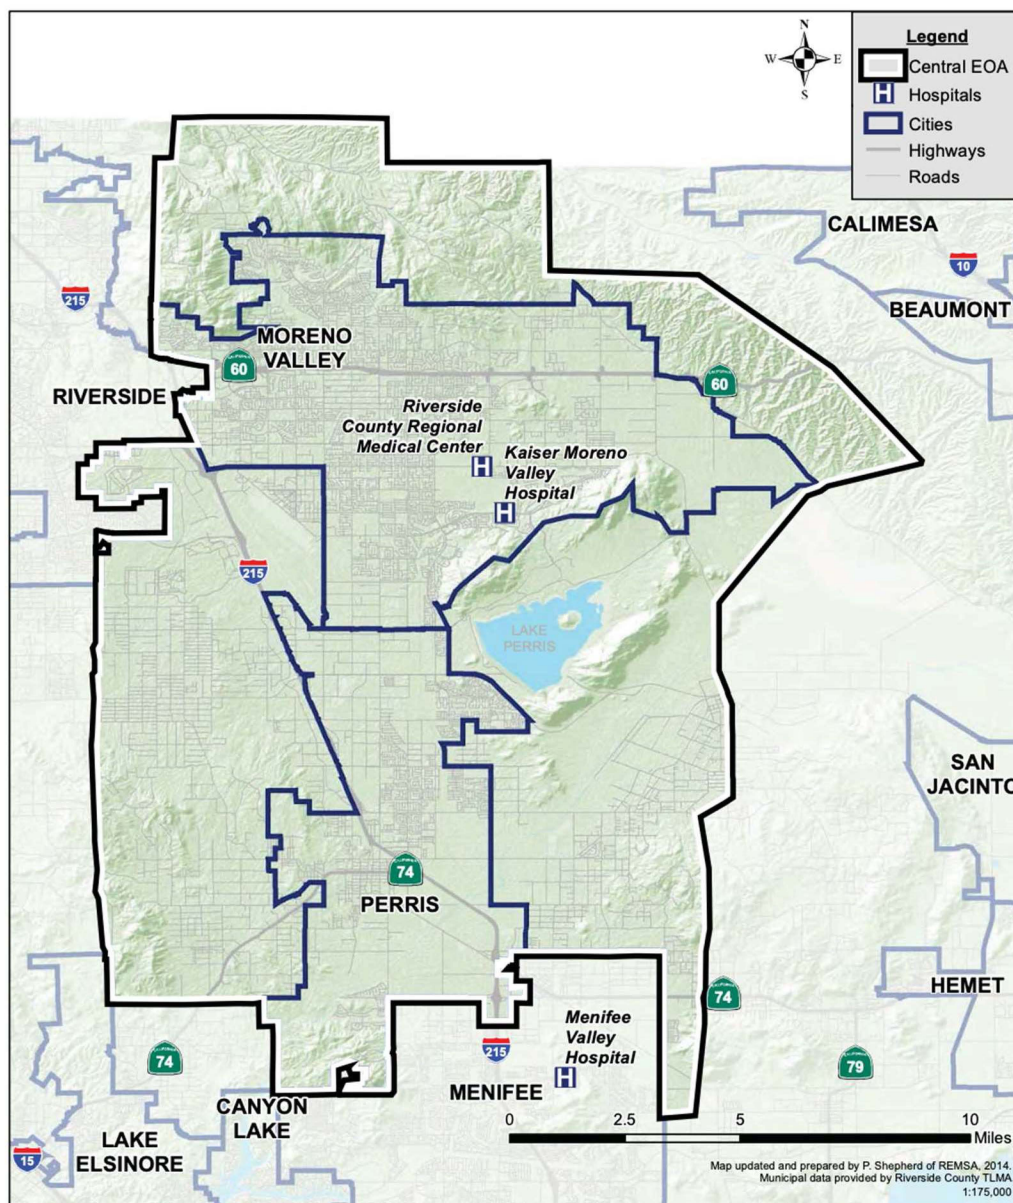 N
W
E
S
Legend
Central EOA
H
Hospitals
Cities
Highways
Roads
CALIMESA
10
215
BEAUMONT
MORENO
VALLEY
60
60
RIVERSIDE
Riverside
County Regional
Medical Center
H
Kaiser Moreno
Valley
Hospital
H
215
LAKE
PERRIS
SAN
JACINTO
74
PERRIS
HEMET
74
Menifee
Valley
Hospital
H
74
215
79
MENIFEE
CANYON
LAKE
LAKE
ELSINORE
15
0 2.5 5 10
Miles
Map updated and prepared by P. Shepherd of REMSA, 2014.
Municipal data provided by Riverside County TLMA
1:175,000